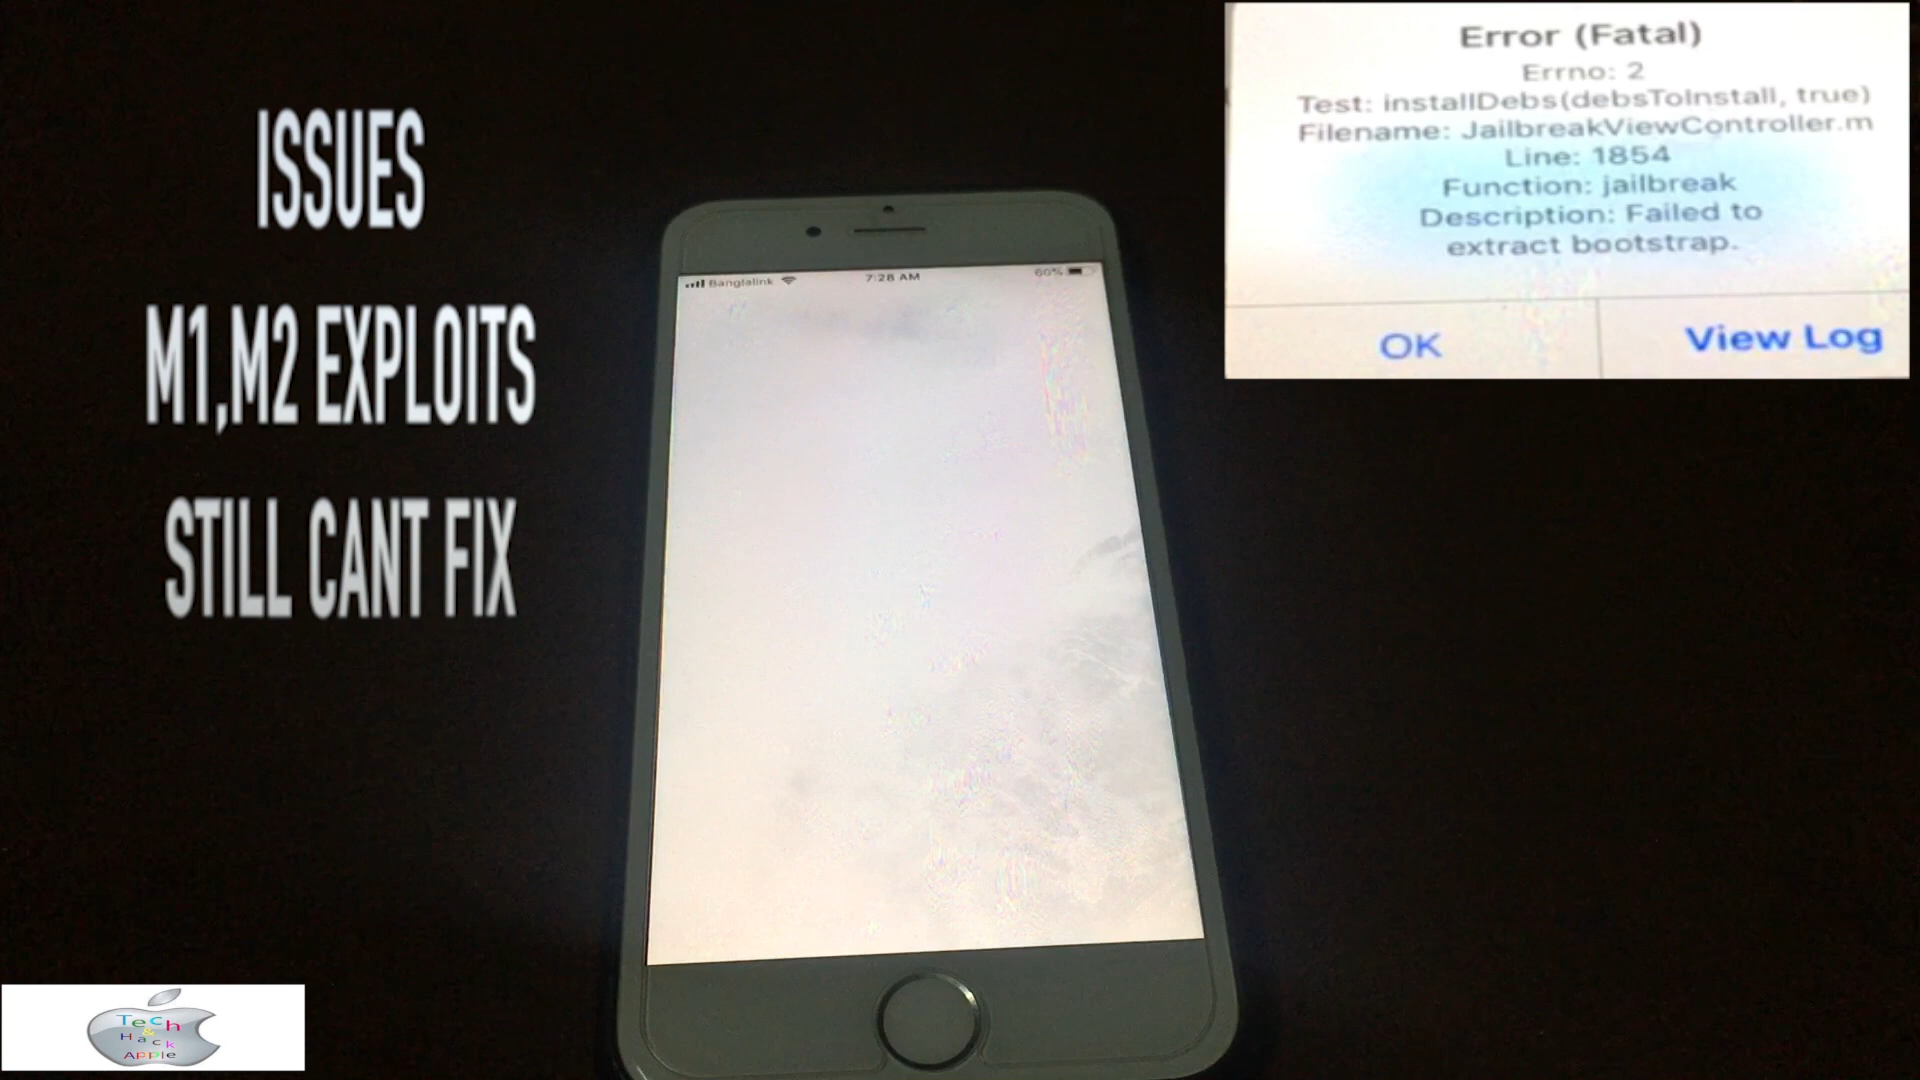 ISSUES
M1,M2 EXPLOITS
STILL CANT FIX
Error (Fatal)
Errno: 2
Test: installDebs(debsToInstall, true)
Filename: JailbreakViewController.m
Line: 1854
Function: jailbreak
Description: Failed to
extract bootstrap.
OK
View Log
Banglalink
7:28 AM
60%
Tech
&
Hack
Apple